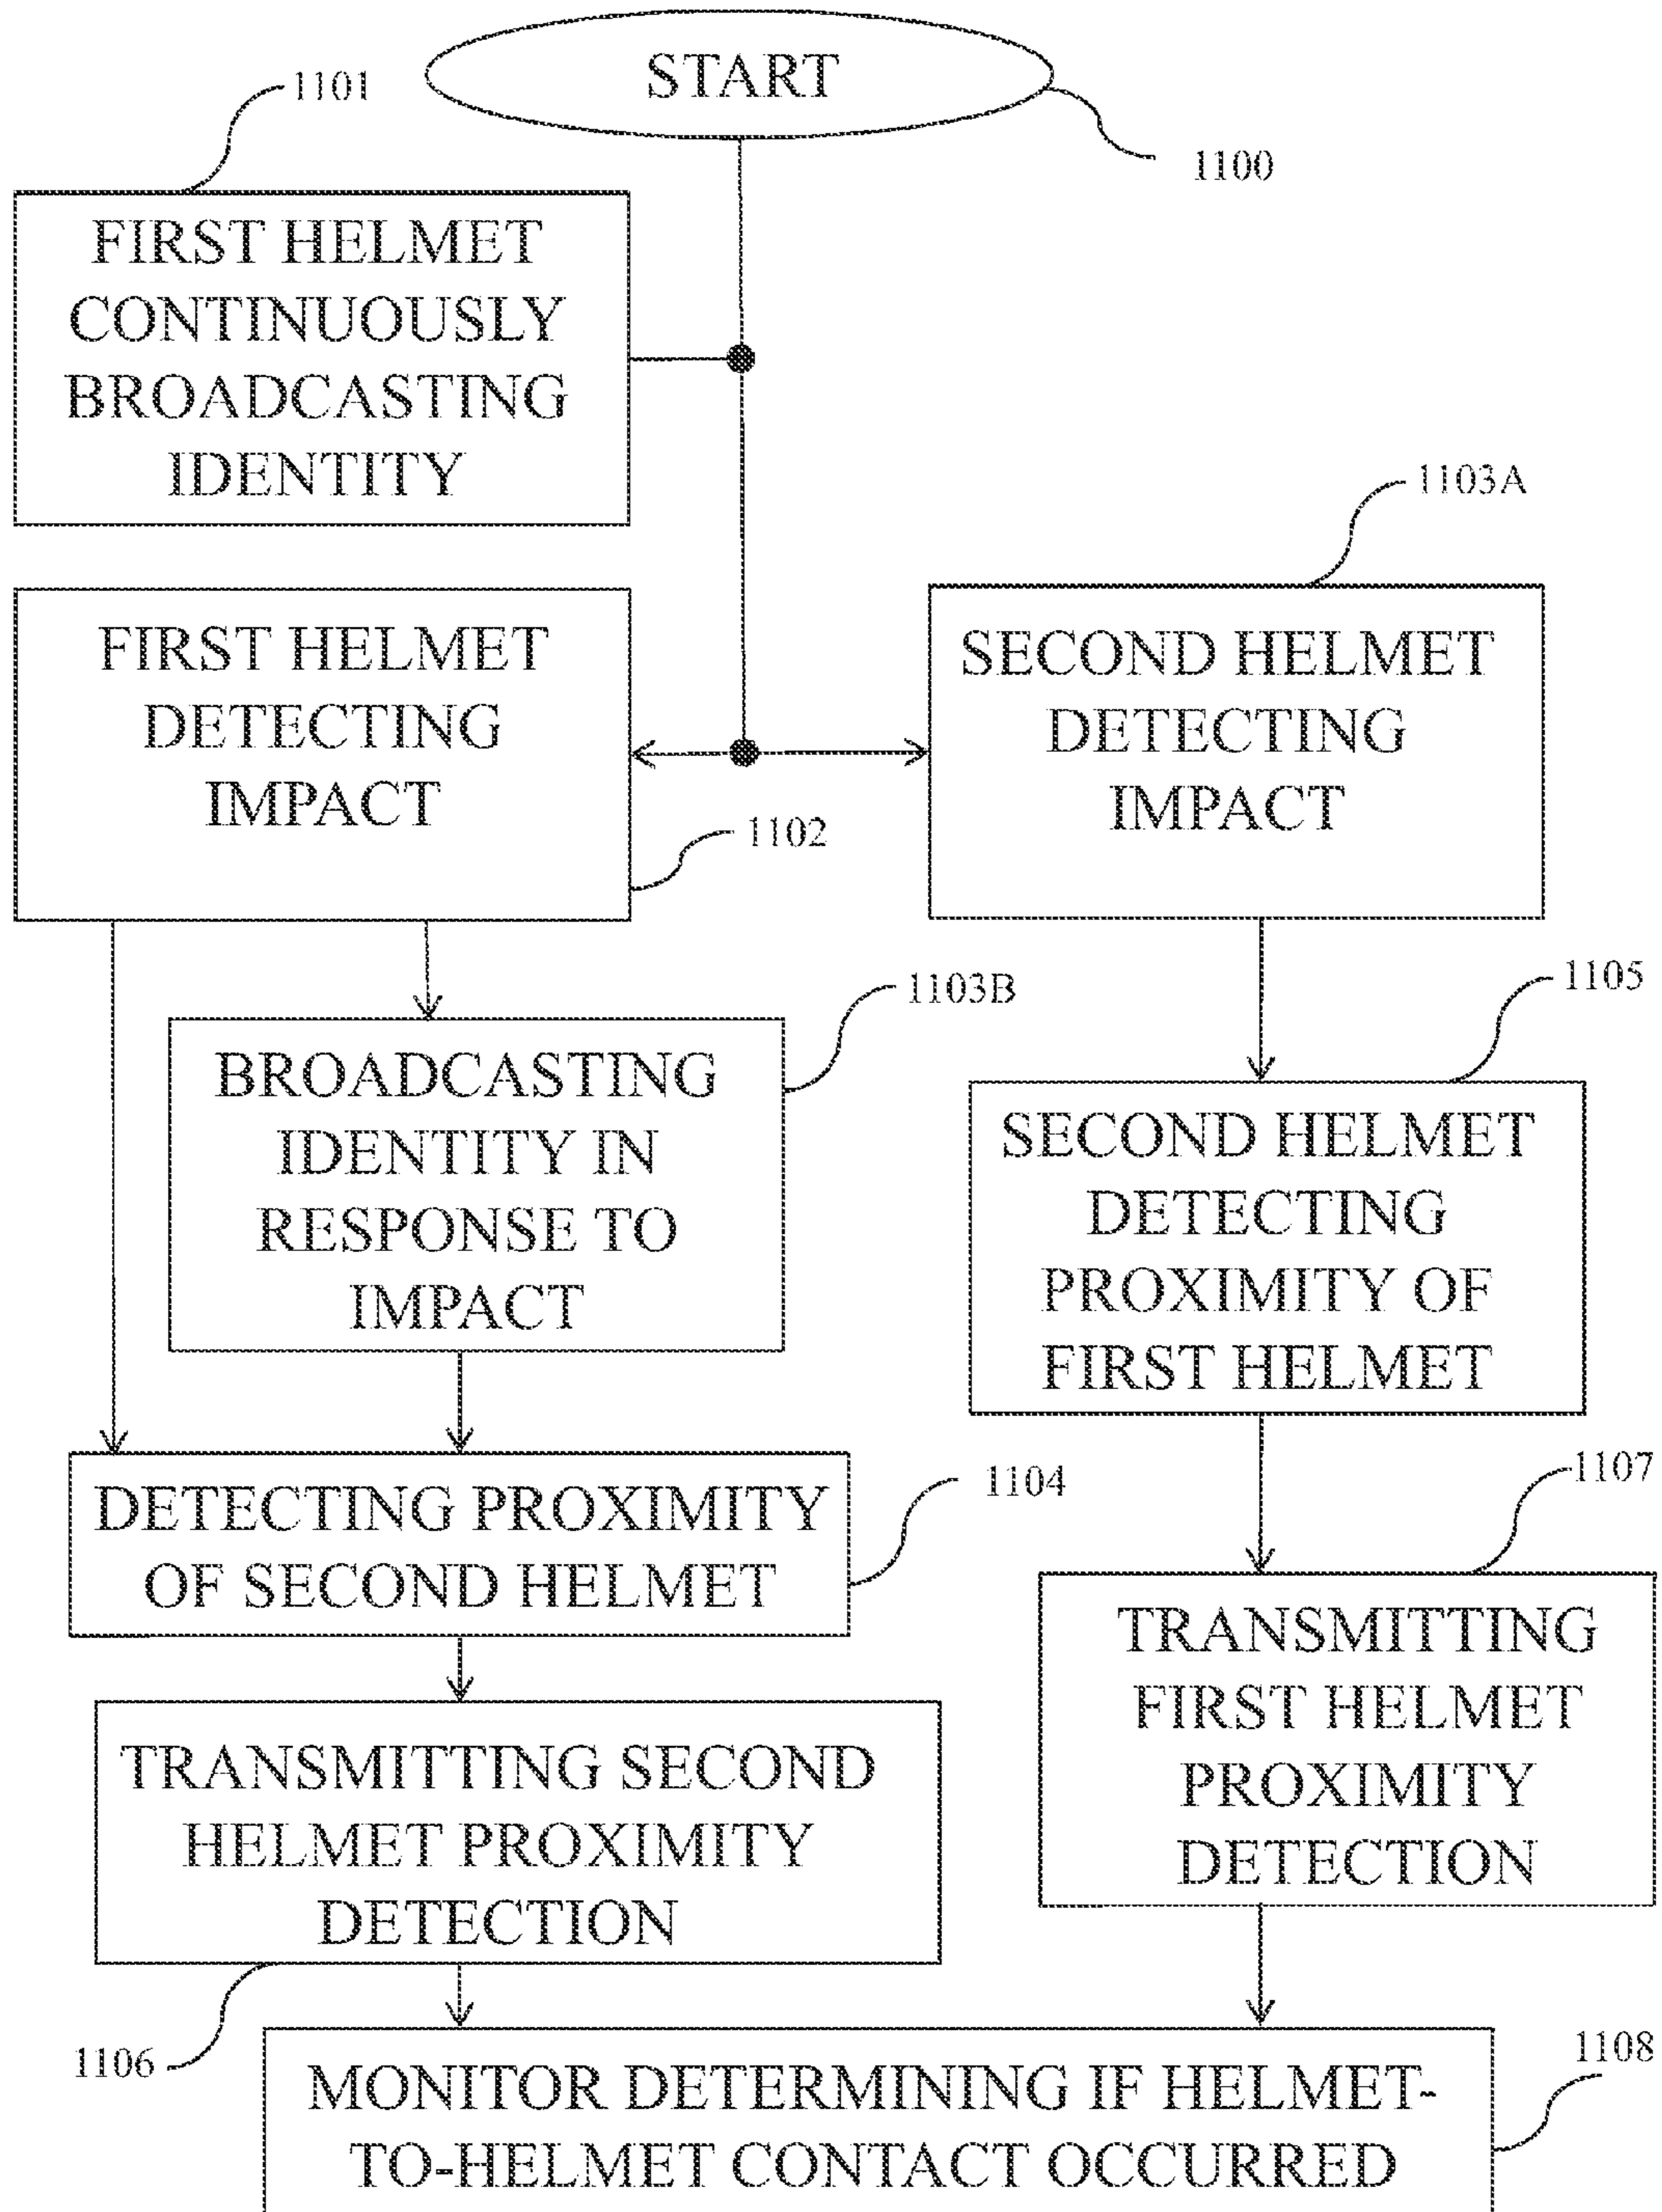 START
1101
1100
FIRST HELMET
CONTINUOUSLY
BROADCASTING
IDENTITY
1103A
FIRST HELMET
DETECTING
IMPACT
1102
SECOND HELMET
DETECTING
IMPACT
1103B
BROADCASTING
IDENTITY IN
RESPONSE TO
IMPACT
1105
SECOND HELMET
DETECTING
PROXIMITY OF
FIRST HELMET
1104
DETECTING PROXIMITY
OF SECOND HELMET
1107
TRANSMITTING
FIRST HELMET
PROXIMITY
DETECTION
TRANSMITTING SECOND
HELMET PROXIMITY
DETECTION
1106
1108
MONITOR DETERMINING IF HELMET-
TO-HELMET CONTACT OCCURRED